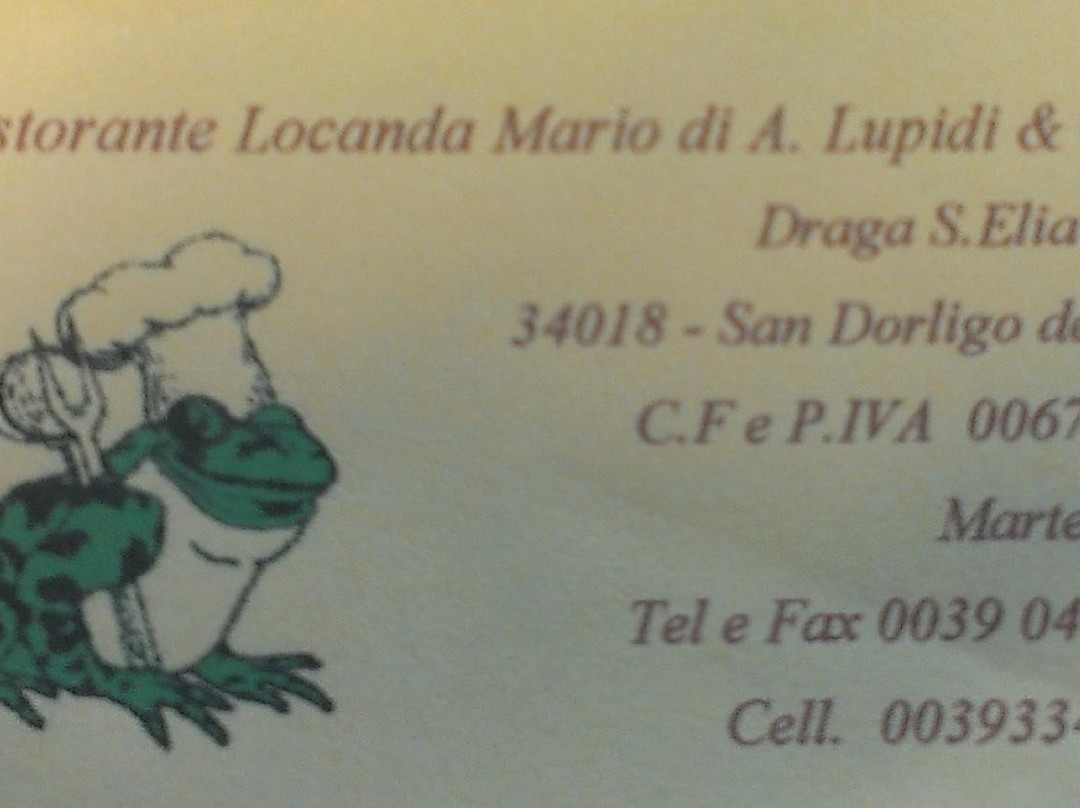 storante Locanda Mario di A. Lupidi &
Draga S.Elia
34018 - San Dorligo de
C.F e P.IVA 0067
Marte
Tel e Fax 0039 04
Cell. 0039334